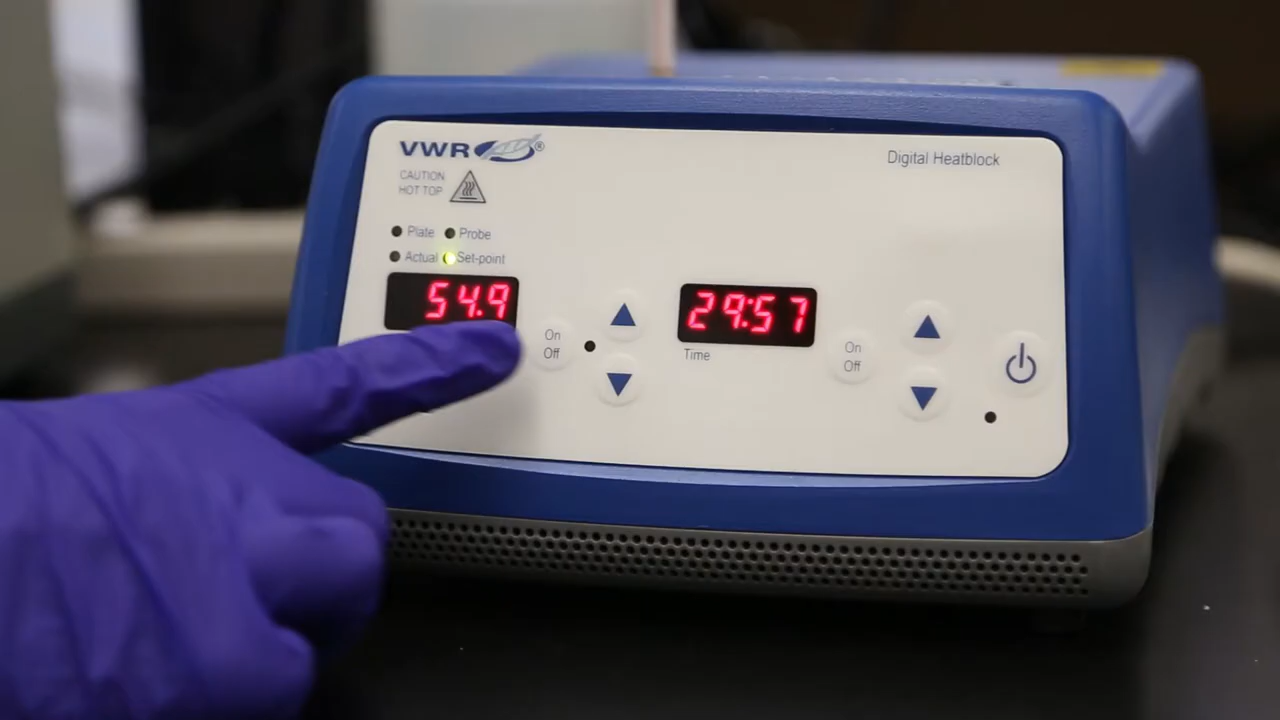 VWR®
Digital Heatblock
CAUTION
HOT TOP
Plate Probe
Actual Set-point
54.9
On
Off
29:57
Time
On
Off